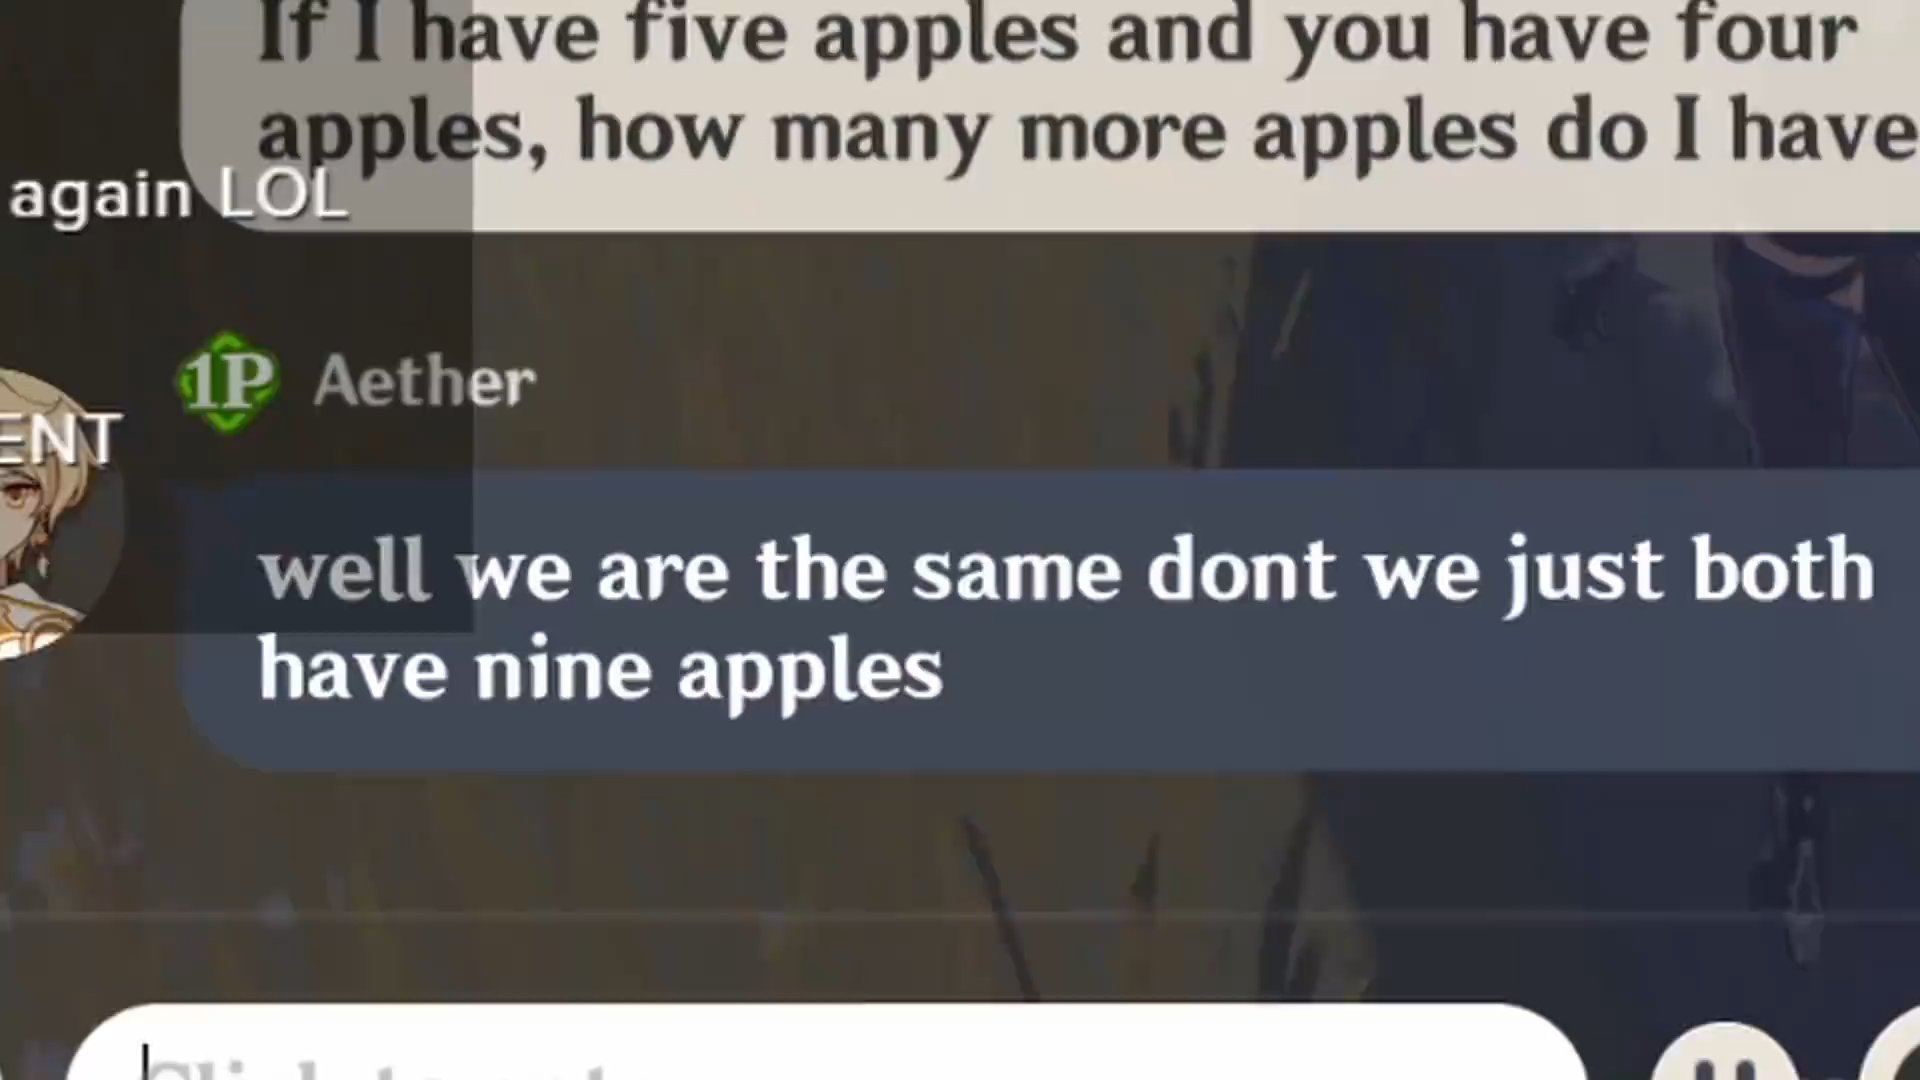 If I have five apples and you have four
apples, how many more apples do I have
again LOL
1P Aether
ENT
well we are the same dont we just both
have nine apples